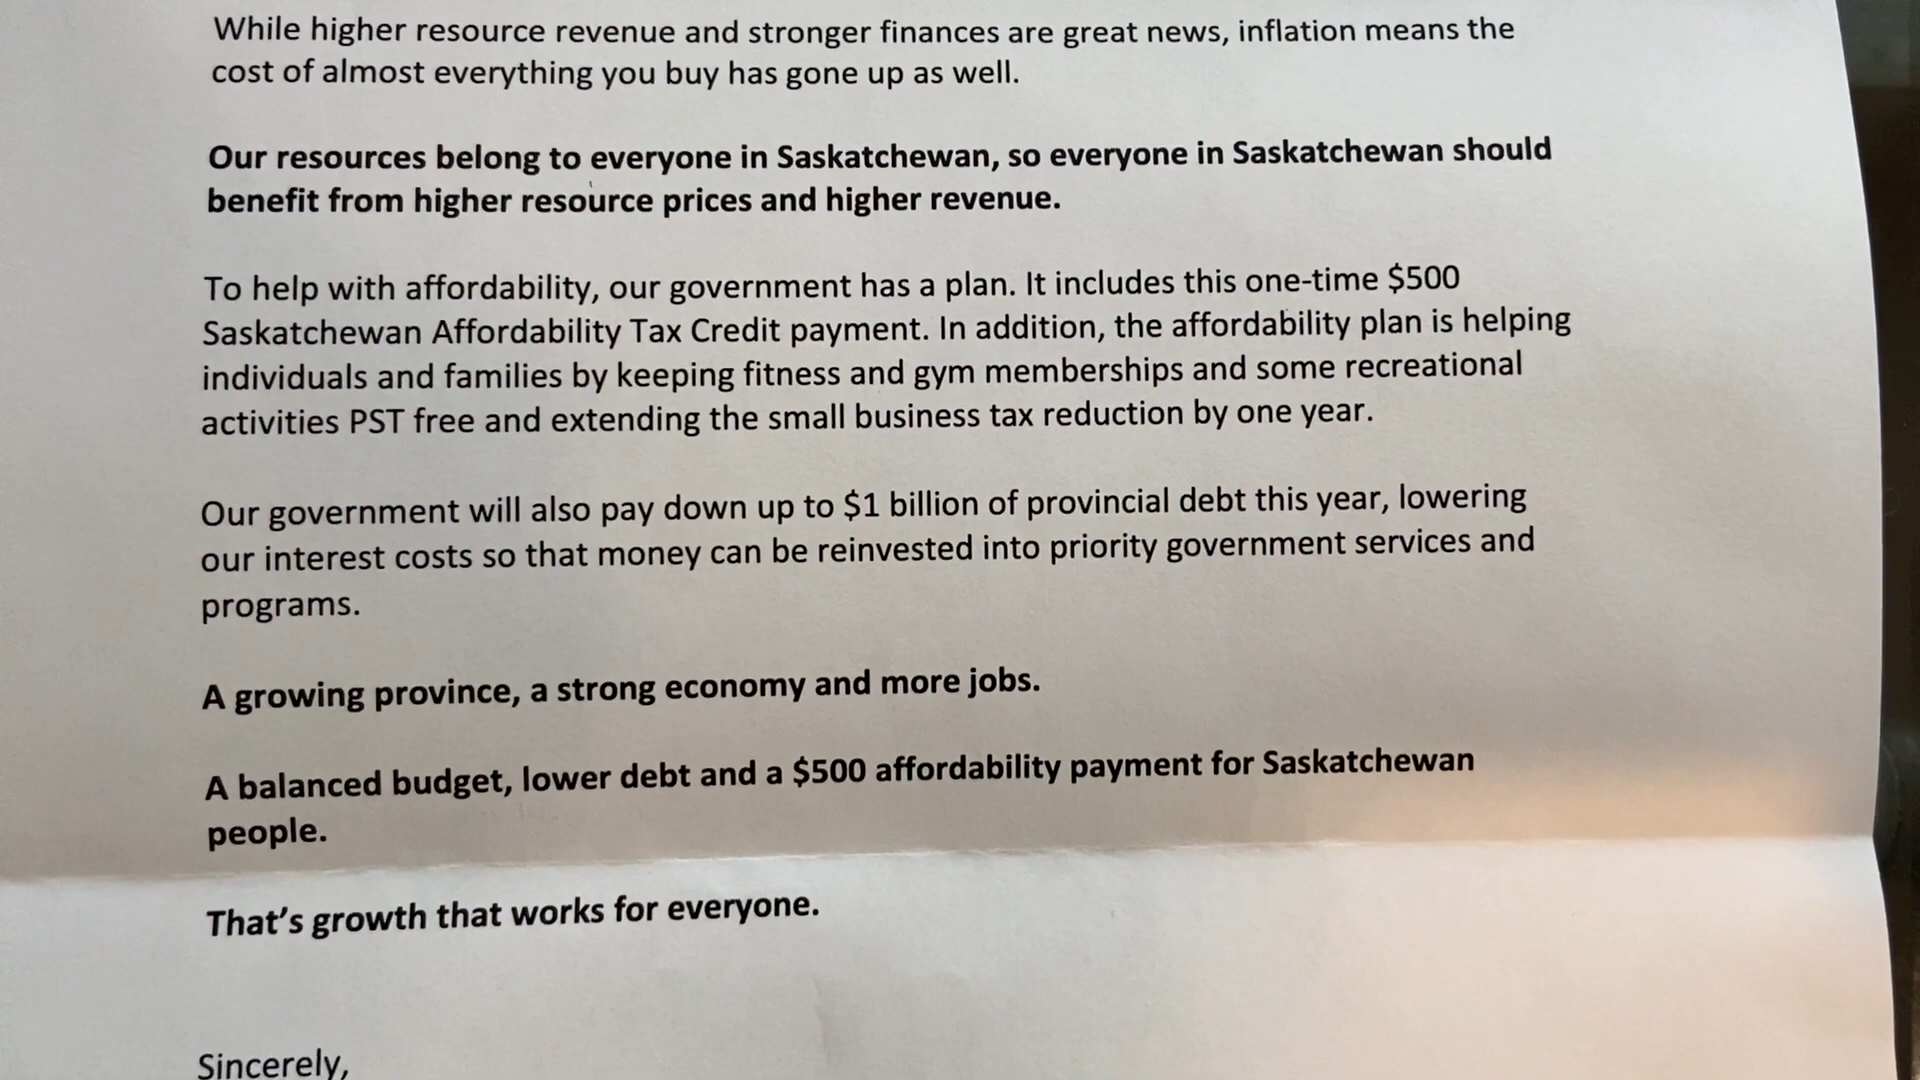 While higher resource revenue and stronger finances are great news, inflation means the
cost of almost everything you buy has gone up as well.
Our resources belong to everyone in Saskatchewan, so everyone in Saskatchewan should
benefit from higher resource prices and higher revenue.
To help with affordability, our government has a plan. It includes this one-time $500
Saskatchewan Affordability Tax Credit payment. In addition, the affordability plan is helping
individuals and families by keeping fitness and gym memberships and some recreational
activities PST free and extending the small business tax reduction by one year.
Our government will also pay down up to $1 billion of provincial debt this year, lowering
our interest costs so that money can be reinvested into priority government services and
programs.
A growing province, a strong economy and more jobs.
A balanced budget, lower debt and a $500 affordability payment for Saskatchewan
people.
That’s growth that works for everyone.
Sincerely,